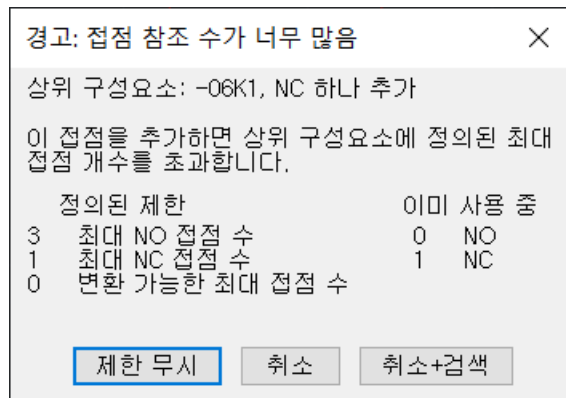 경고: 접점 참조 수가 너무 많음
상위 구성요소: -06K1, NC 하나 추가
이 접점을 추가하면 상위 구성요소에 정의된 최대
접점 개수를 초과합니다.
정의된 제한 이미 사용 중
3 최대 NO 접점 수 0 NO
1 최대 NC 접점 수 1 NC
0 변환 가능한 최대 접점 수
제한 무시 취소 취소+검색